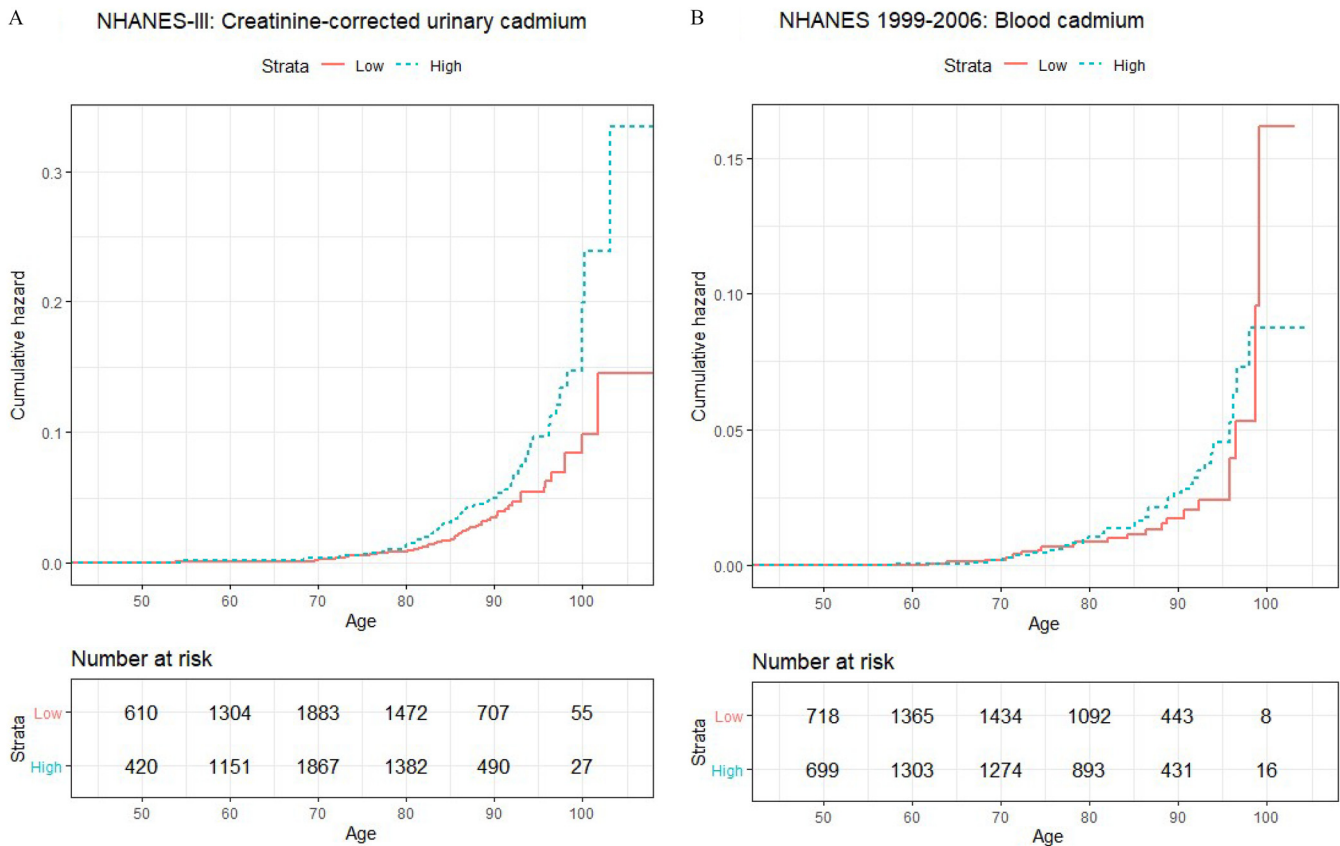 A
NHANES-III: Creatinine-corrected urinary cadmium
Strata Low High
Cumulative hazard
0.3
0.2
0.1
0.0
50 60 70 80 90 100
Age
Number at risk
Strata
Low 610 1304 1883 1472 707 55
High 420 1151 1867 1382 490 27
50 60 70 80 90 100
Age
B
NHANES 1999-2006: Blood cadmium
Strata Low High
Cumulative hazard
0.15
0.10
0.05
0.00
50 60 70 80 90 100
Age
Number at risk
Strata
Low 718 1365 1434 1092 443 8
High 699 1303 1274 893 431 16
50 60 70 80 90 100
Age